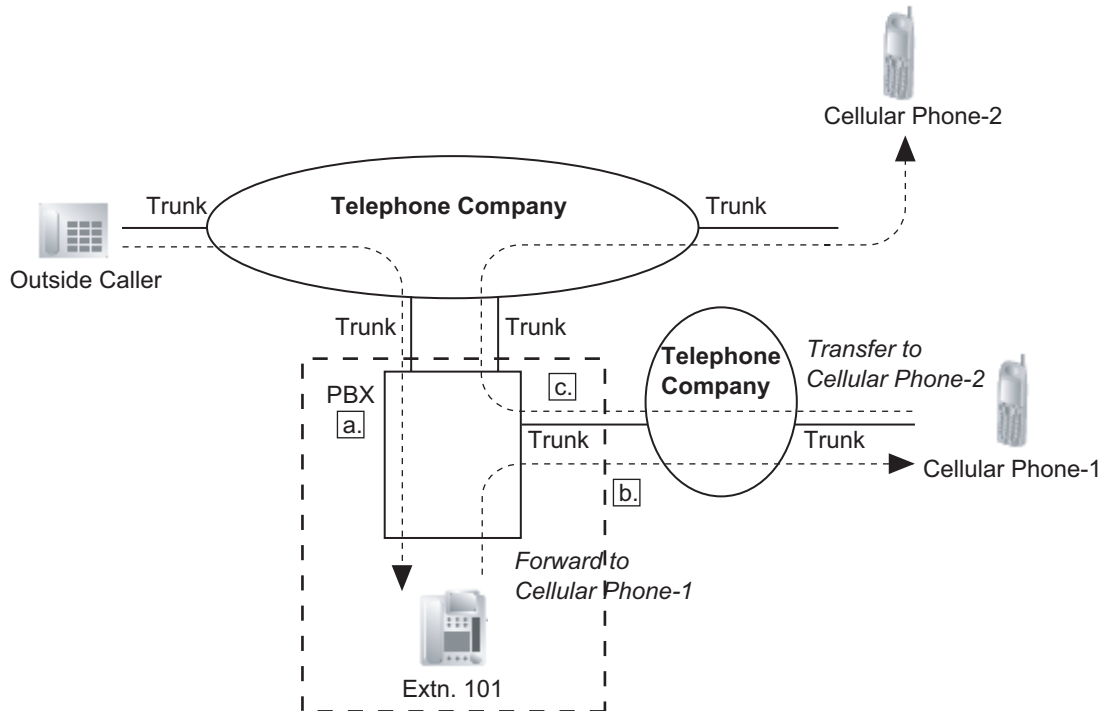 Cellular Phone-2
Trunk
Telephone Company
Trunk
Outside Caller
Trunk
Trunk
Telephone
Company
Transfer to
Cellular Phone-2
PBX
a.
c.
Trunk
Trunk
Cellular Phone-1
b.
Forward to
Cellular Phone-1
Extn. 101